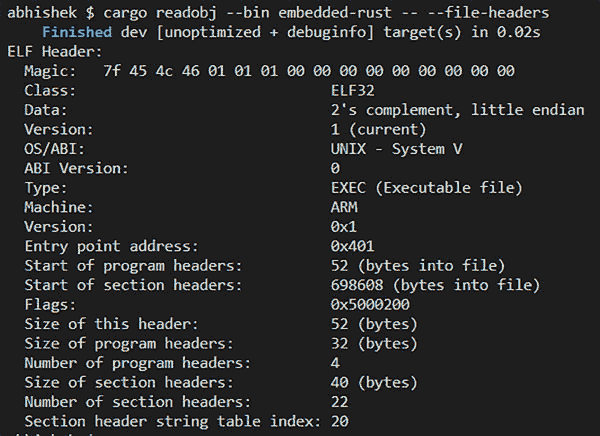 abhishek $ cargo readobj --bin embedded-rust -- --file-headers
Finished dev [unoptimized + debuginfo] target(s) in 0.02s
ELF Header:
Magic: 7f 45 4c 46 01 01 01 00 00 00 00 00 00 00 00 00
Class: ELF32
Data: 2's complement, little endian
Version: 1 (current)
OS/ABI: UNIX - System V
ABI Version: 0
Type: EXEC (Executable file)
Machine: ARM
Version: 0x1
Entry point address: 0x401
Start of program headers: 52 (bytes into file)
Start of section headers: 698608 (bytes into file)
Flags: 0x5000200
Size of this header: 52 (bytes)
Size of program headers: 32 (bytes)
Number of program headers: 4
Size of section headers: 40 (bytes)
Number of section headers: 22
Section header string table index: 20